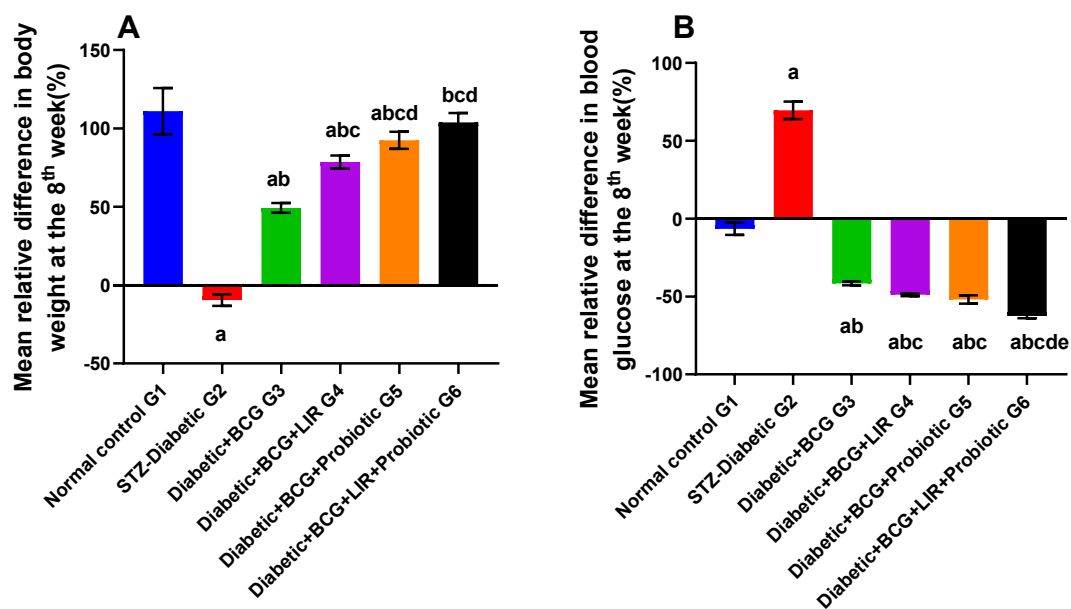 A
Mean relative difference in body
weight at the 8th week(%)
150
100
50
0
-50
a
ab
abc
abcd
bcd
Normal control G1
STZ-Diabetic G2
Diabetic+BCG G3
Diabetic+BCG+LIR G4
Diabetic+BCG+Probiotic G5
Diabetic+BCG+LIR+Probiotic G6
B
Mean relative difference in blood
glucose at the 8th week(%)
100
50
0
-50
-100
a
ab
abc
abc
abcde
Normal control G1
STZ-Diabetic G2
Diabetic+BCG G3
Diabetic+BCG+LIR G4
Diabetic+BCG+Probiotic G5
Diabetic+BCG+LIR+Probiotic G6